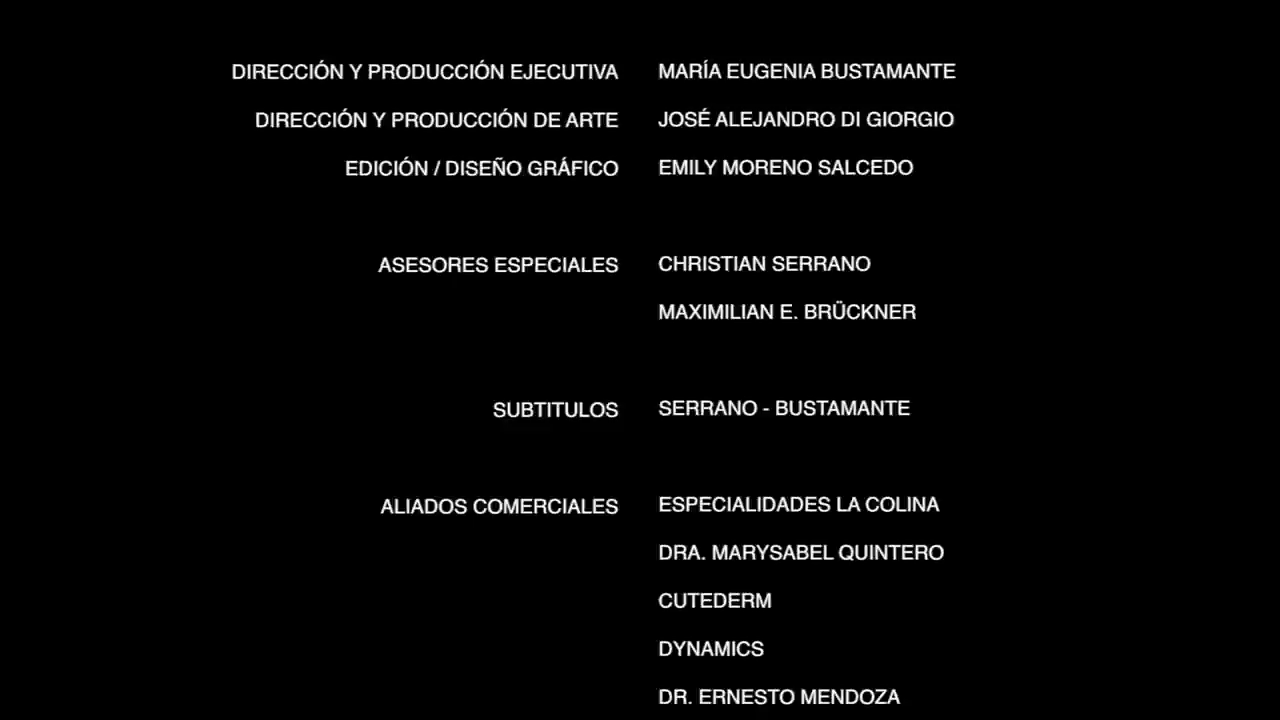 DIRECCIÓN Y PRODUCCIÓN EJECUTIVA MARÍA EUGENIA BUSTAMANTE
DIRECCIÓN Y PRODUCCIÓN DE ARTE JOSÉ ALEJANDRO DI GIORGIO
EDICIÓN / DISEÑO GRÁFICO EMILY MORENO SALCEDO
ASESORES ESPECIALES CHRISTIAN SERRANO
MAXIMILIAN E. BRÜCKNER
SUBTITULOS SERRANO - BUSTAMANTE
ALIADOS COMERCIALES ESPECIALIDADES LA COLINA
DRA. MARYSABEL QUINTERO
CUTEDERM
DYNAMICS
DR. ERNESTO MENDOZA